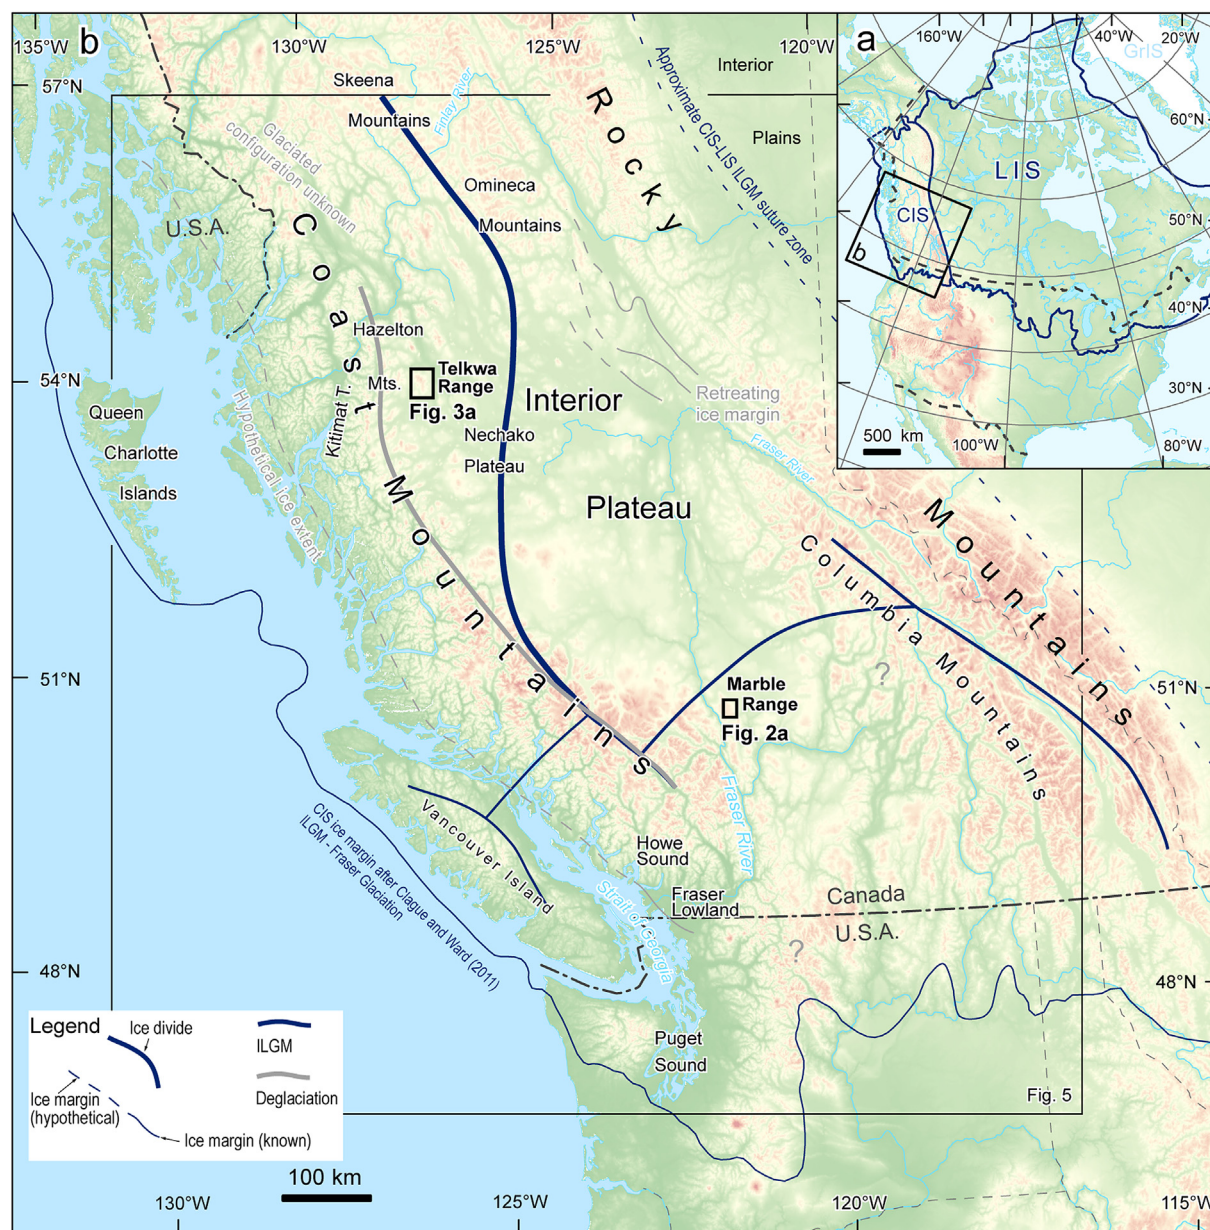 135°W
b
130°W
125°W
120°W
57°N
Skeena
Mountains
Finlay River
Glaciated
configuration unknown
Omineca
Mountains
U.S.A.
Rocky
Approximate CIS-LIS ILGM suture zone
Interior
Plains
a
160°W
40°W
20°W
GrIS
60°N
LIS
CIS
50°N
b
40°N
30°N
500 km
100°W
80°W
Coast
Hazelton
Mts.
54°N
Telkwa
Range
Fig. 3a
Kitimat T.
Queen
Charlotte
Islands
Hypothetical ice extent
Interior
Plateau
Nechako
Plateau
Retreating
ice margin
Fraser River
Mountains
Columbia Mountains
Mountains
51°N
51°N
?
Marble
Range
Fig. 2a
Fraser River
Vancouver Island
CIS ice margin after Clague and Ward (2011)
ILGM - Fraser Glaciation
Howe
Sound
Fraser
Lowland
Strait of Georgia
Canada
U.S.A.
?
48°N
48°N
Puget
Sound
Legend
Ice divide
ILGM
Ice margin
(hypothetical)
Deglaciation
Ice margin (known)
Fig. 5
100 km
130°W
125°W
120°W
115°W